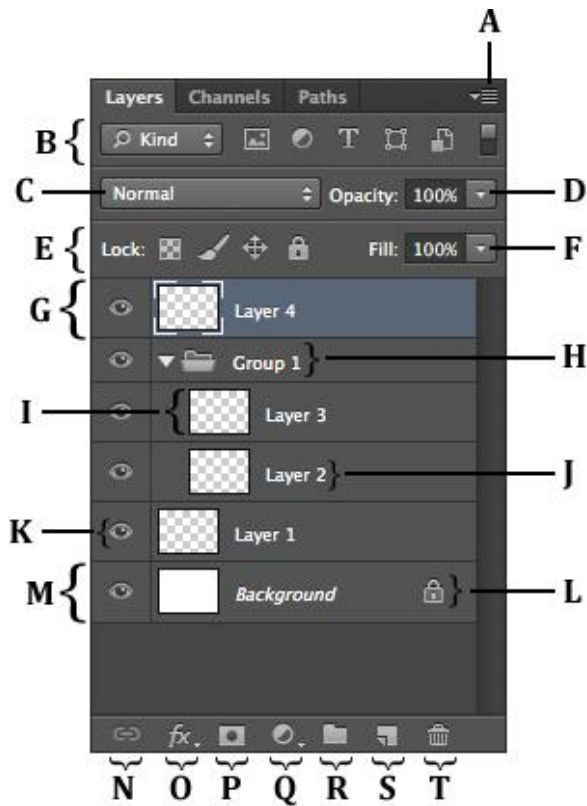 A
Layers Channels Paths
B Kind T
C Normal Opacity: 100% D
E Lock: Fill: 100% F
G Layer 4
Group 1 H
I Layer 3
Layer 2 J
K Layer 1
M Background L
fx
N O P Q R S T